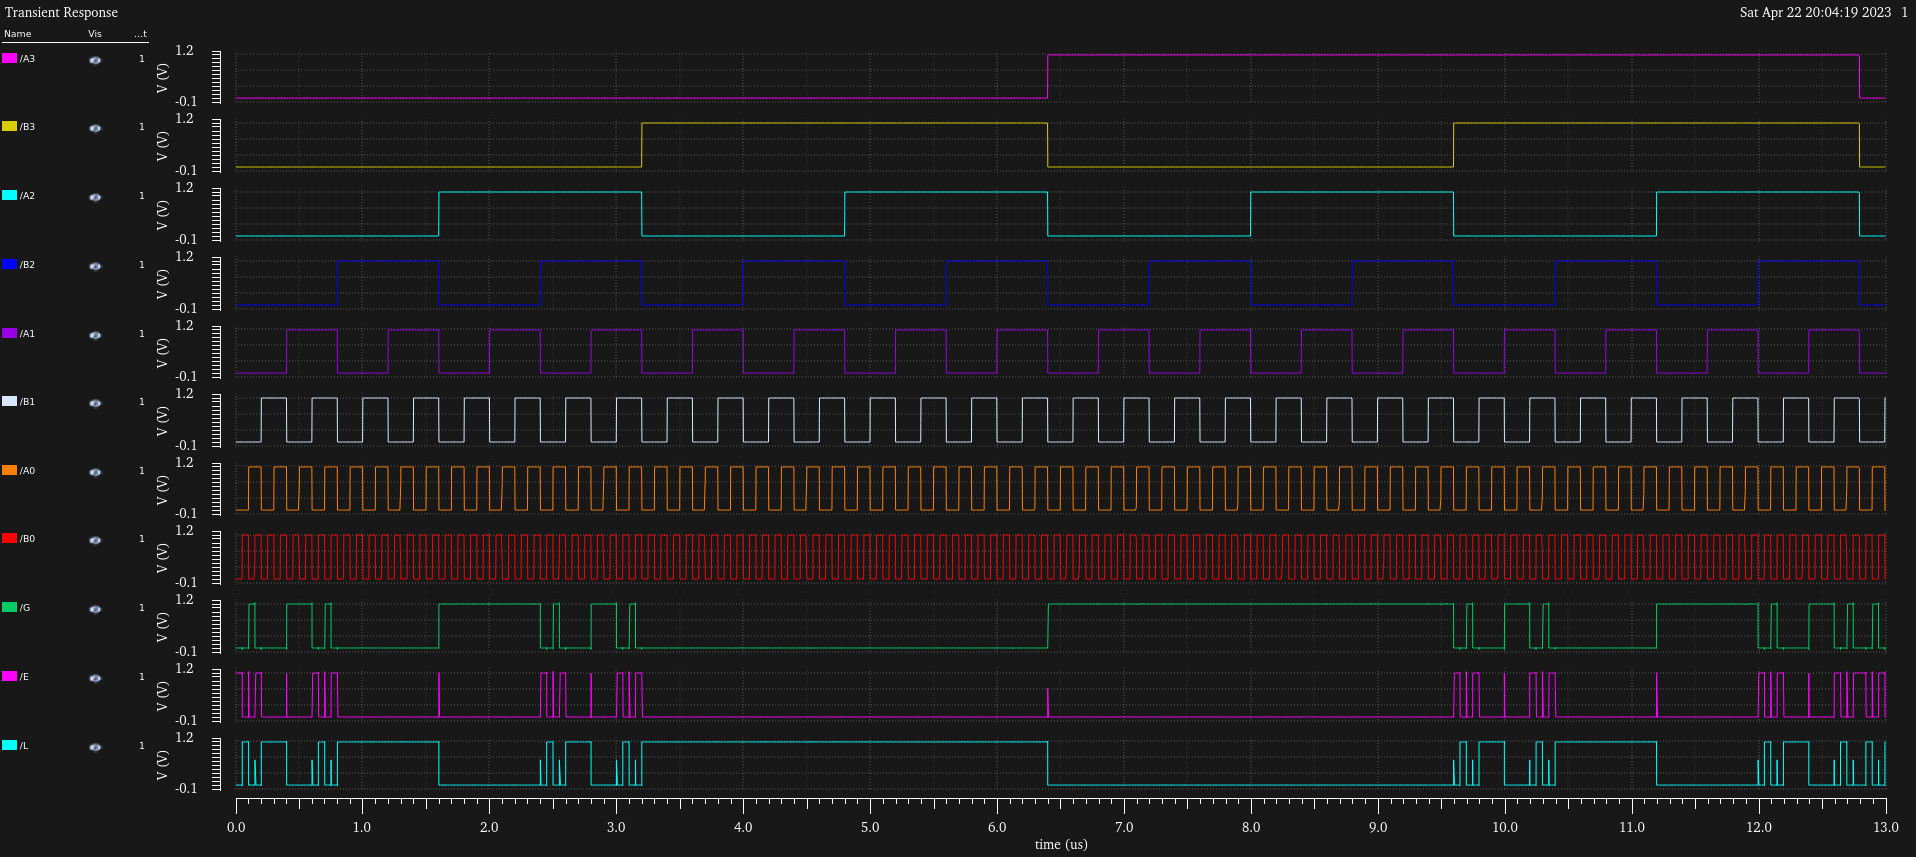 Transient Response
Sat Apr 22 20:04:19 2023 1
Name Vis ...t
/A3 1 V (V) 1.2 -0.1
/B3 1 V (V) 1.2 -0.1
/A2 1 V (V) 1.2 -0.1
/B2 1 V (V) 1.2 -0.1
/A1 1 V (V) 1.2 -0.1
/B1 1 V (V) 1.2 -0.1
/A0 1 V (V) 1.2 -0.1
/B0 1 V (V) 1.2 -0.1
/G 1 V (V) 1.2 -0.1
/E 1 V (V) 1.2 -0.1
/L 1 V (V) 1.2 -0.1
0.0 1.0 2.0 3.0 4.0 5.0 6.0 7.0 8.0 9.0 10.0 11.0 12.0 13.0
time (us)